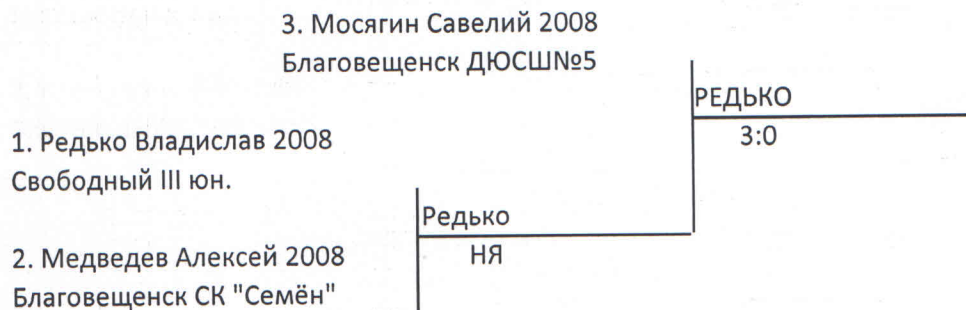 3. Мосягин Савелий 2008
Благовещенск ДЮСШ№5
РЕДЬКО
3:0
1. Редько Владислав 2008
Свободный III юн.
Редько
НЯ
2. Медведев Алексей 2008
Благовещенск СК "Семён"